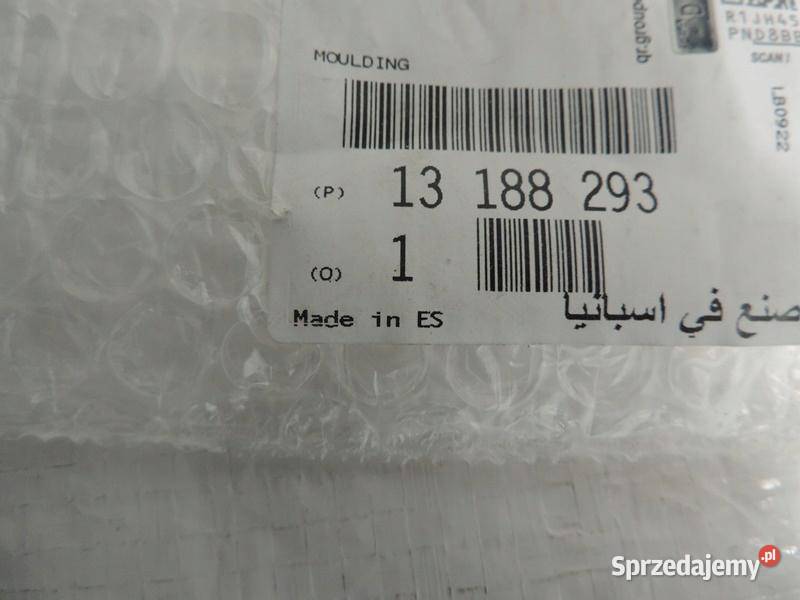 MOULDING
(P) 13 188 293
(Q) 1
Made in ES
صنع في اسبانيا
SCAN!
LB0922
Sprzedajemy.pl